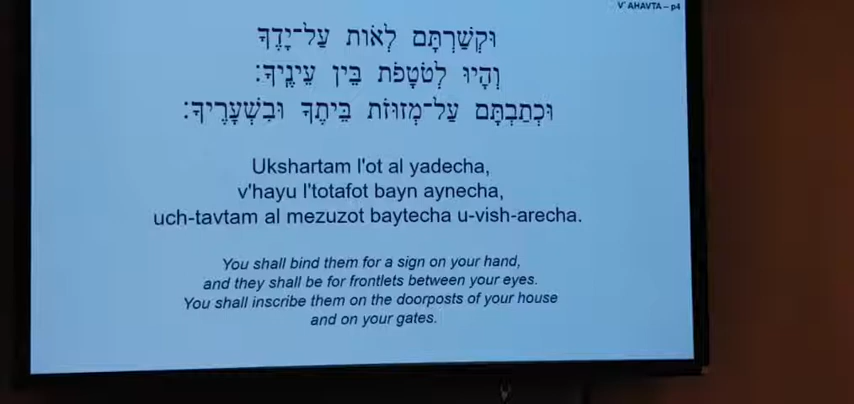 V'AHAVTA – p4
וּקְשַׁרְתָּם לְאוֹת עַל־יָדֶךָ
וְהָיוּ לְטֹטָפֹת בֵּין עֵינֶיךָ׃
וּכְתַבְתָּם עַל־מְזוּזֹת בֵּיתֶךָ וּבִשְׁעָרֶיךָ׃
Ukshartam l'ot al yadecha,
v'hayu l'totafot bayn aynecha,
uch-tavtam al mezuzot baytecha u-vish-arecha.
You shall bind them for a sign on your hand,
and they shall be for frontlets between your eyes.
You shall inscribe them on the doorposts of your house
and on your gates.